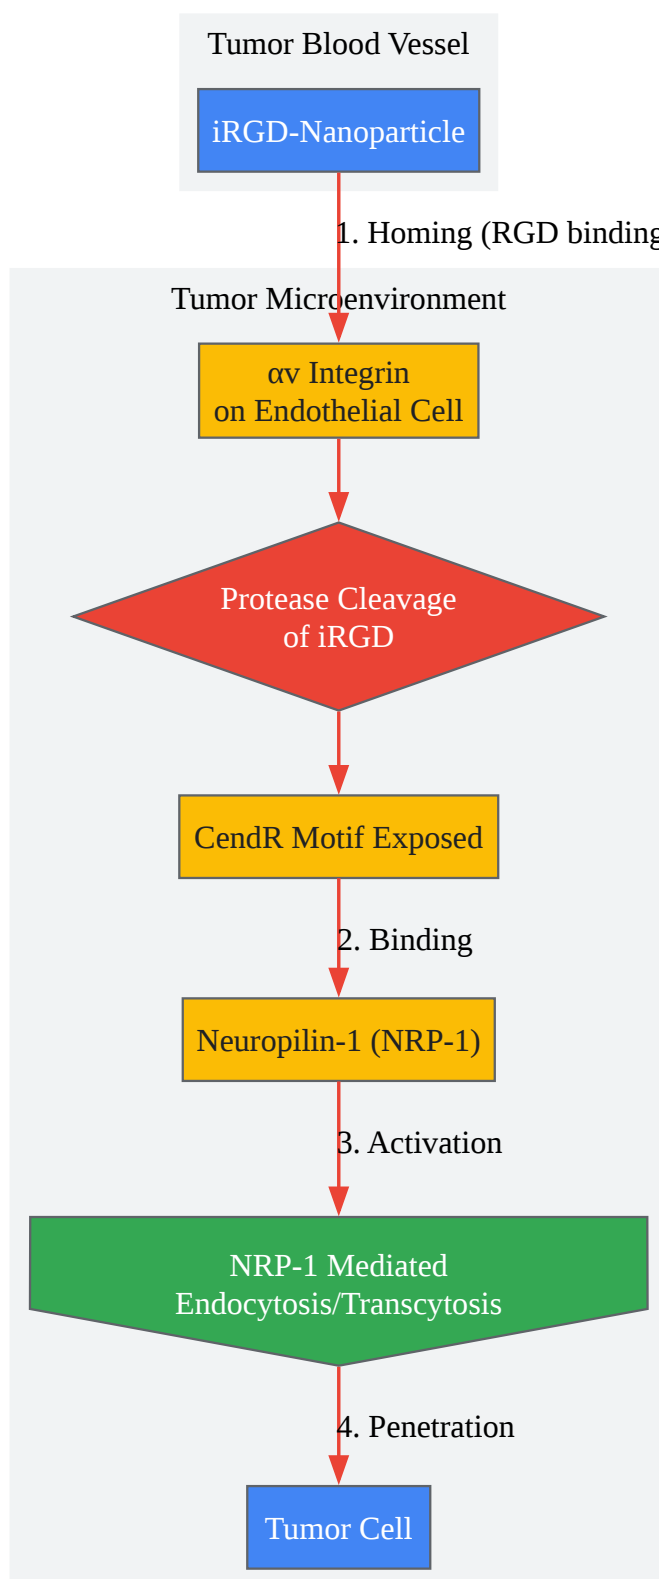 Tumor Blood Vessel
iRGD-Nanoparticle
1. Homing (RGD binding
Tumor Microenvironment
αv Integrin
on Endothelial Cell
Protease Cleavage
of iRGD
CendR Motif Exposed
2. Binding
Neuropilin-1 (NRP-1)
3. Activation
NRP-1 Mediated
Endocytosis/Transcytosis
4. Penetration
Tumor Cell